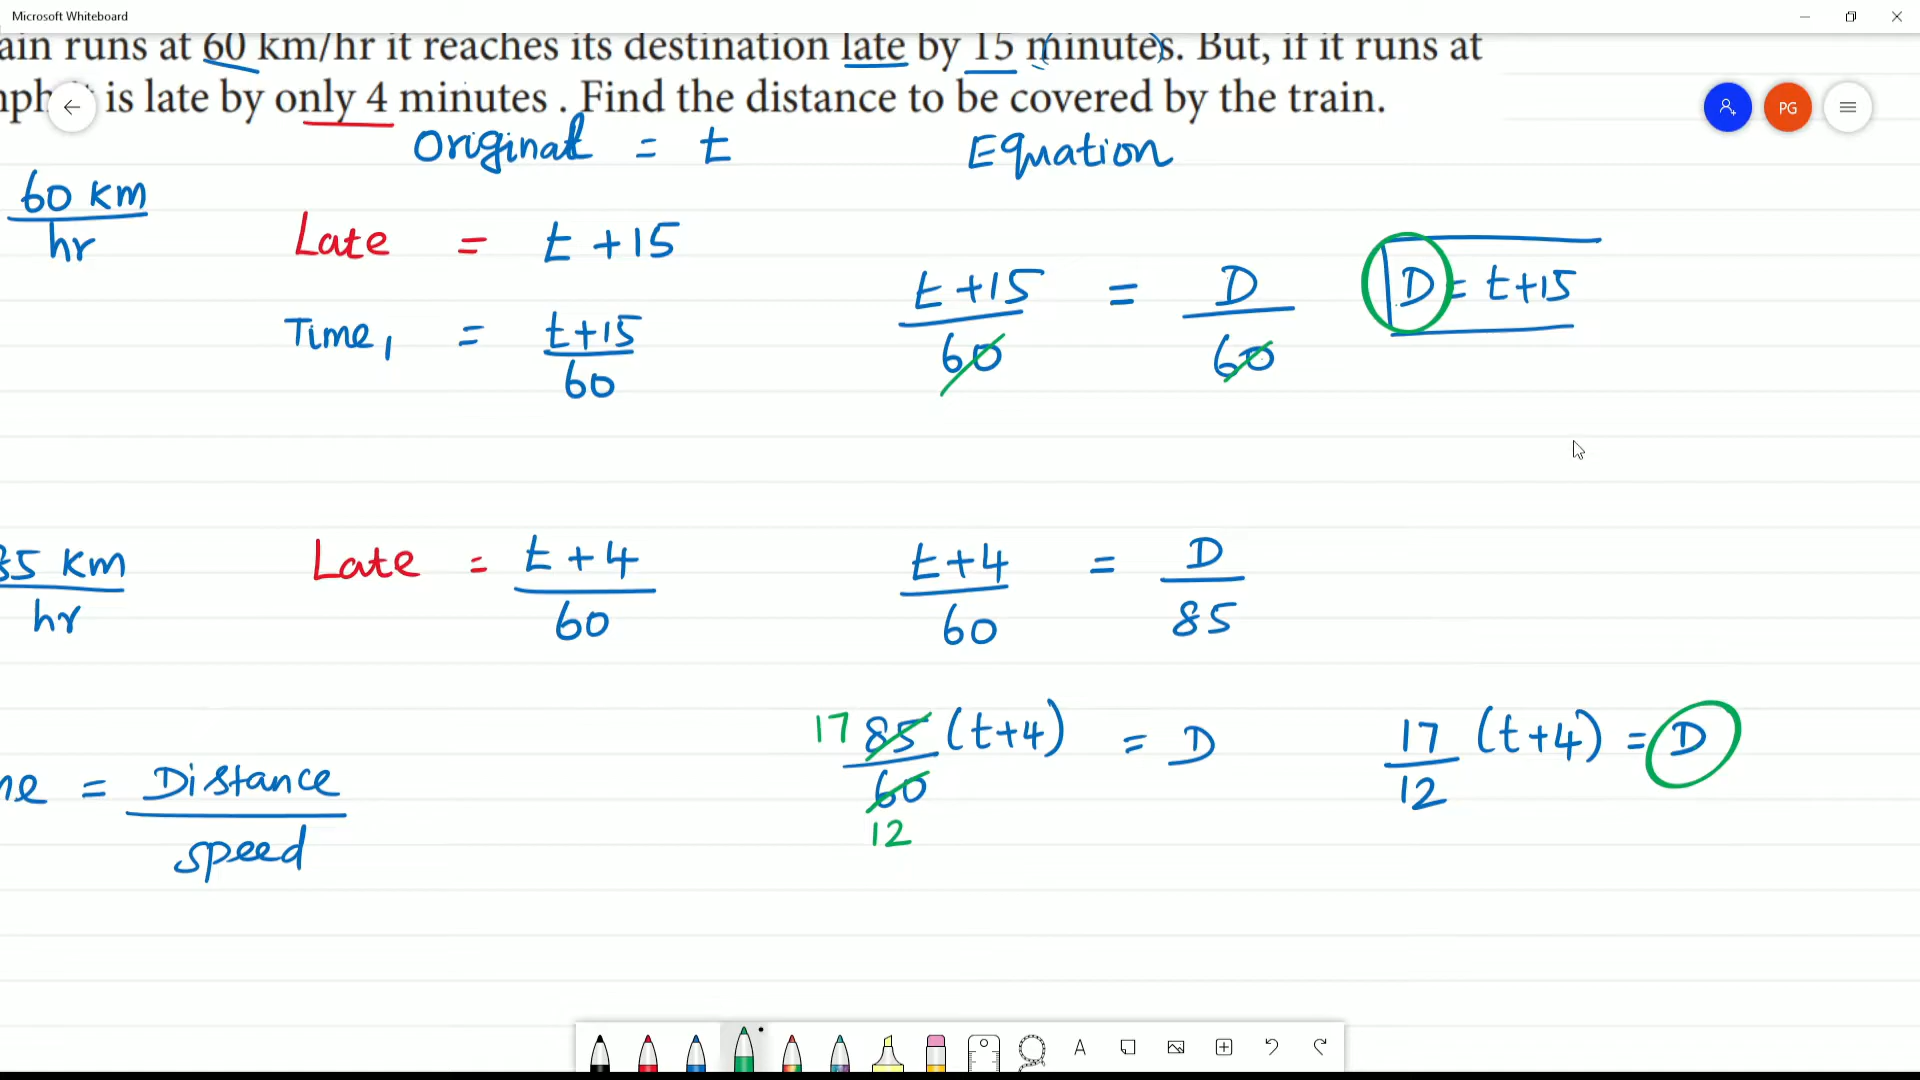 Microsoft Whiteboard
ain runs at 60 km/hr it reaches its destination late by 15 minutes. But, if it runs at
is late by only 4 minutes . Find the distance to be covered by the train.
PG
Original = t
Equation
60 km
hr
Late = t +15
t +15 = D
60 60
D = t+15
Time1 = t+15
60
85 km
hr
Late = t + 4
60
t+4 = D
60 85
17 85 (t+4) = D
60
12
17 (t+4) = D
12
me = Distance
speed
A